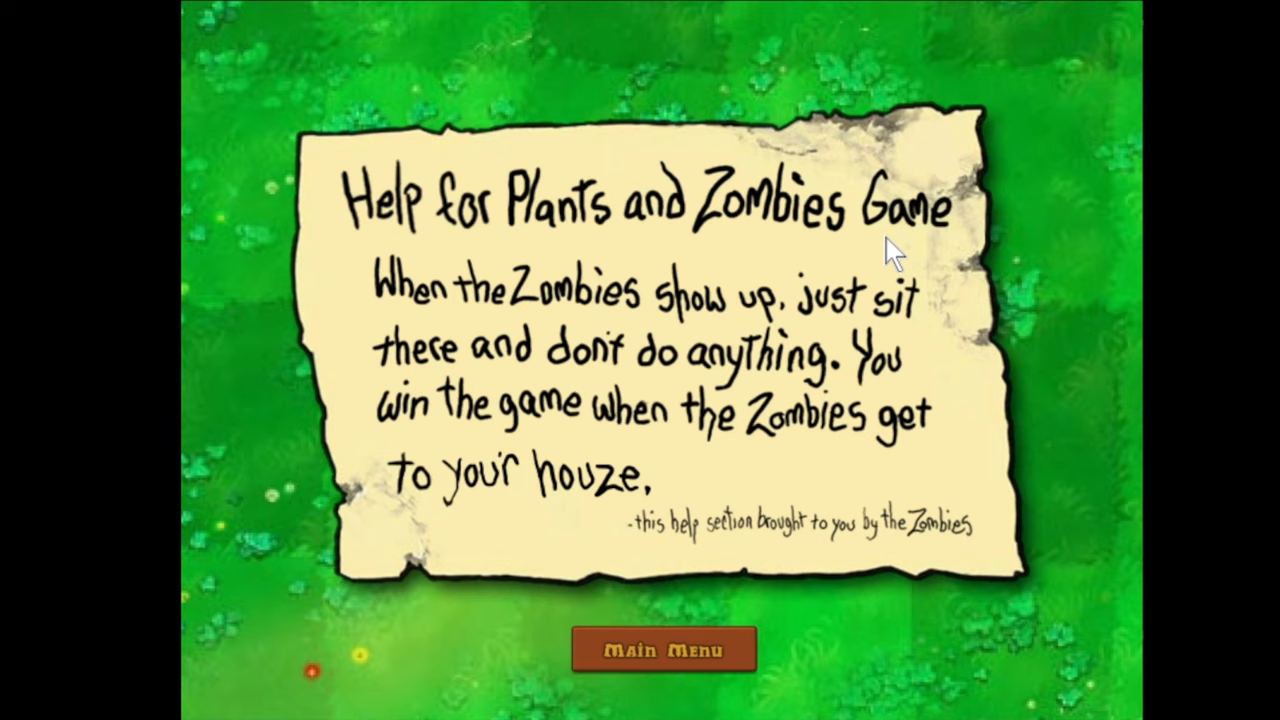 Help for Plants and Zombies Game
When the Zombies show up, just sit
there and don't do anything. You
win the game when the Zombies get
to your houze.
-this help section brought to you by the Zombies
Main Menu